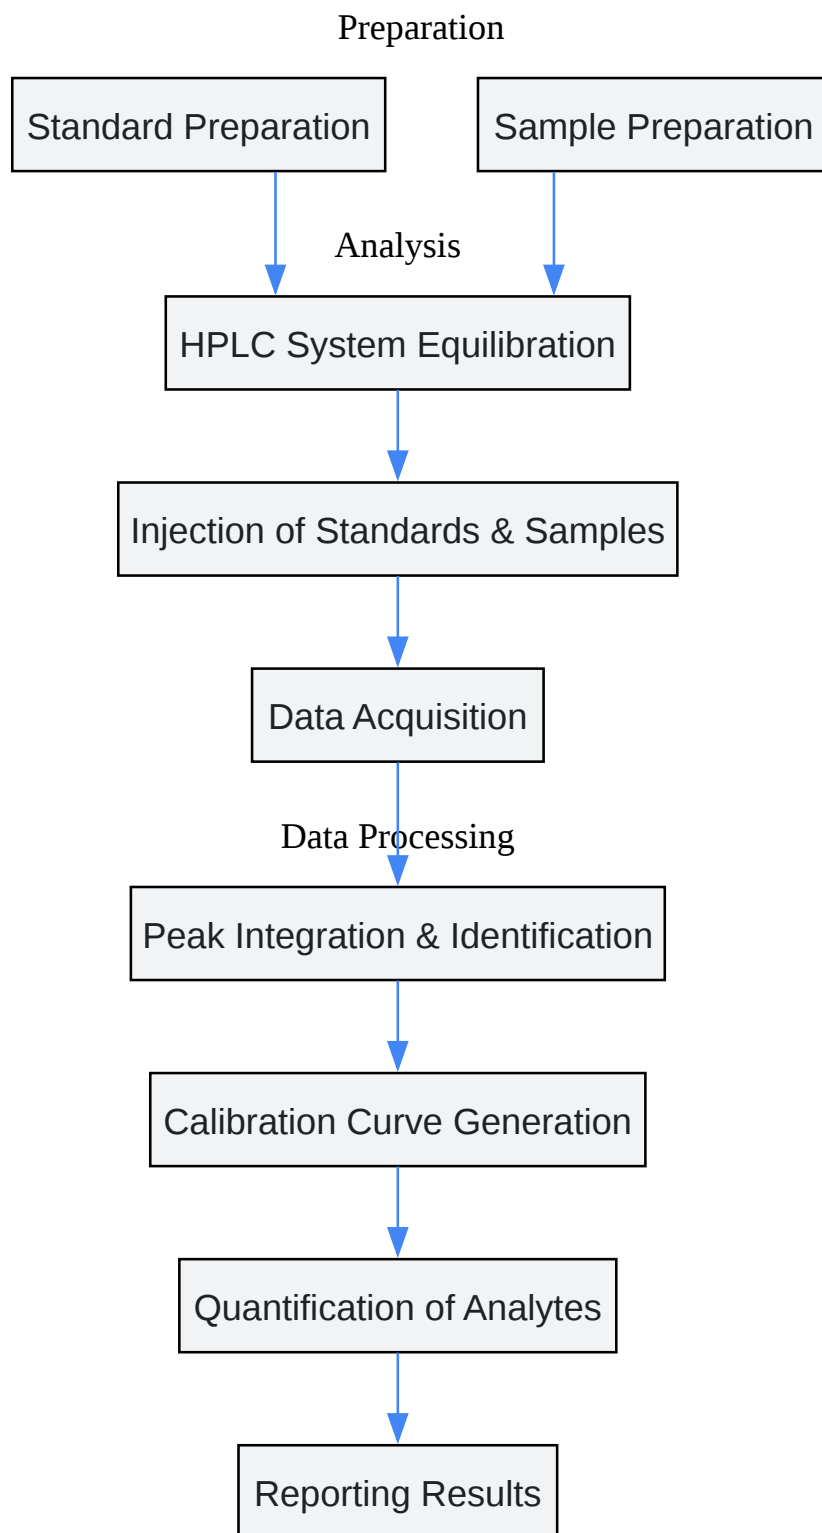 Preparation
Standard Preparation
Sample Preparation
Analysis
HPLC System Equilibration
Injection of Standards & Samples
Data Acquisition
Data Processing
Peak Integration & Identification
Calibration Curve Generation
Quantification of Analytes
Reporting Results